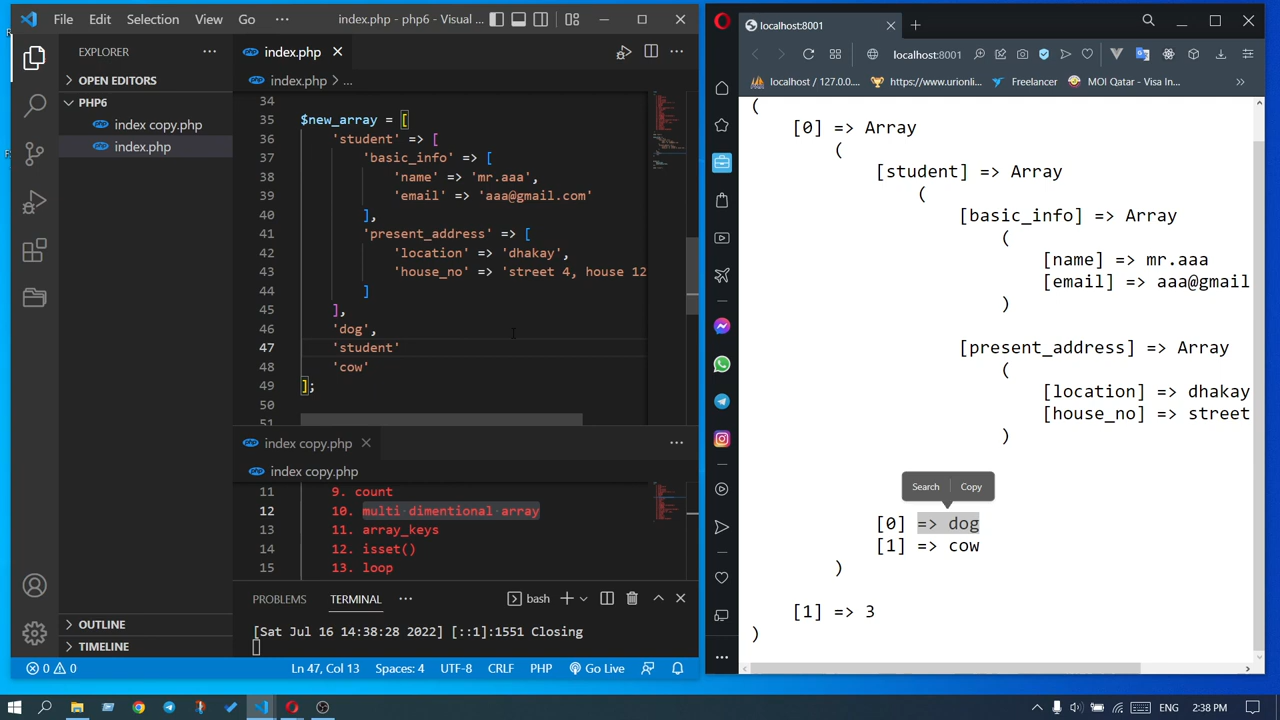 File Edit Selection View Go ··· index.php - php6 - Visual ...
EXPLORER ···
OPEN EDITORS
PHP6
index copy.php
index.php
OUTLINE
TIMELINE
index.php
index.php > ...
34
35 $new_array = [
36 'student' => [
37 'basic_info' => [
38 'name' => 'mr.aaa',
39 'email' => 'aaa@gmail.com'
40 ],
41 'present_address' => [
42 'location' => 'dhakay',
43 'house_no' => 'street 4, house 12
44 ]
45 ],
46 'dog',
47 'student'
48 'cow'
49 ];
50
51
index copy.php
index copy.php
11 9. count
12 10. multi·dimentional·array
13 11. array_keys
14 12. isset()
15 13. loop
PROBLEMS TERMINAL ··· bash
[Sat Jul 16 14:38:28 2022] [::1]:1551 Closing
0 0 Ln 47, Col 13 Spaces: 4 UTF-8 CRLF PHP Go Live
localhost:8001
localhost:8001
localhost / 127.0.0.... https://www.urionli... Freelancer MOI Qatar - Visa In... »
(
[0] => Array
(
[student] => Array
(
[basic_info] => Array
(
[name] => mr.aaa
[email] => aaa@gmail
)
[present_address] => Array
(
[location] => dhakay
[house_no] => street
)
Search Copy
[0] => dog
[1] => cow
)
[1] => 3
)
ENG 2:38 PM